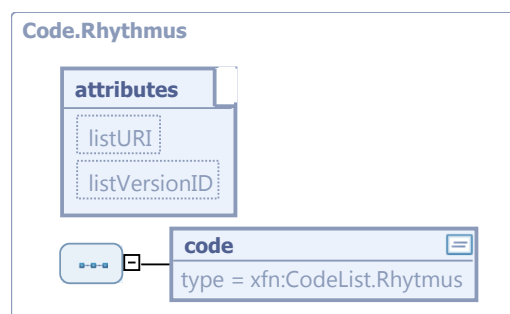 Code.Rhythmus
attributes
listURI
listVersionID
code
type = xfn:CodeList.Rhytmus